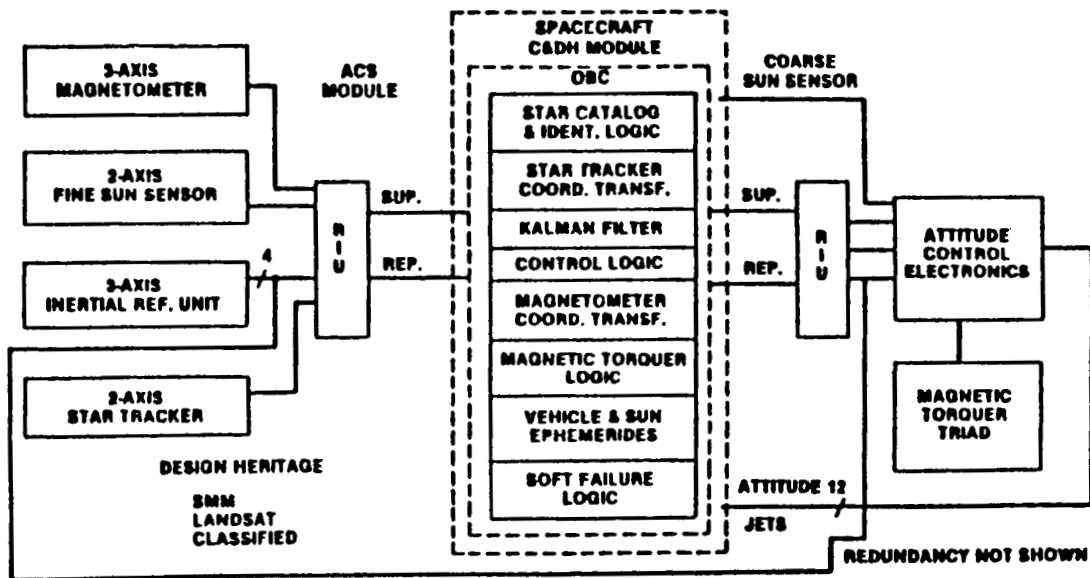 3-AXIS
MAGNETOMETER
2-AXIS
FINE SUN SENSOR
4
3-AXIS
INERTIAL REF. UNIT
2-AXIS
STAR TRACKER
DESIGN HERITAGE
SMM
LANDSAT
CLASSIFIED
ACS
MODULE
RIU
SUP.
REP.
SPACECRAFT
C&DH MODULE
OBC
STAR CATALOG
& IDENT. LOGIC
STAR TRACKER
COORD. TRANSF.
KALMAN FILTER
CONTROL LOGIC
MAGNETOMETER
COORD. TRANSF.
MAGNETIC TORQUER
LOGIC
VEHICLE & SUN
EPHEMERIDES
SOFT FAILURE
LOGIC
COARSE
SUN SENSOR
SUP.
REP.
RIU
ATTITUDE
CONTROL
ELECTRONICS
MAGNETIC
TORQUER
TRIAD
ATTITUDE 12
JETS
REDUNDANCY NOT SHOWN